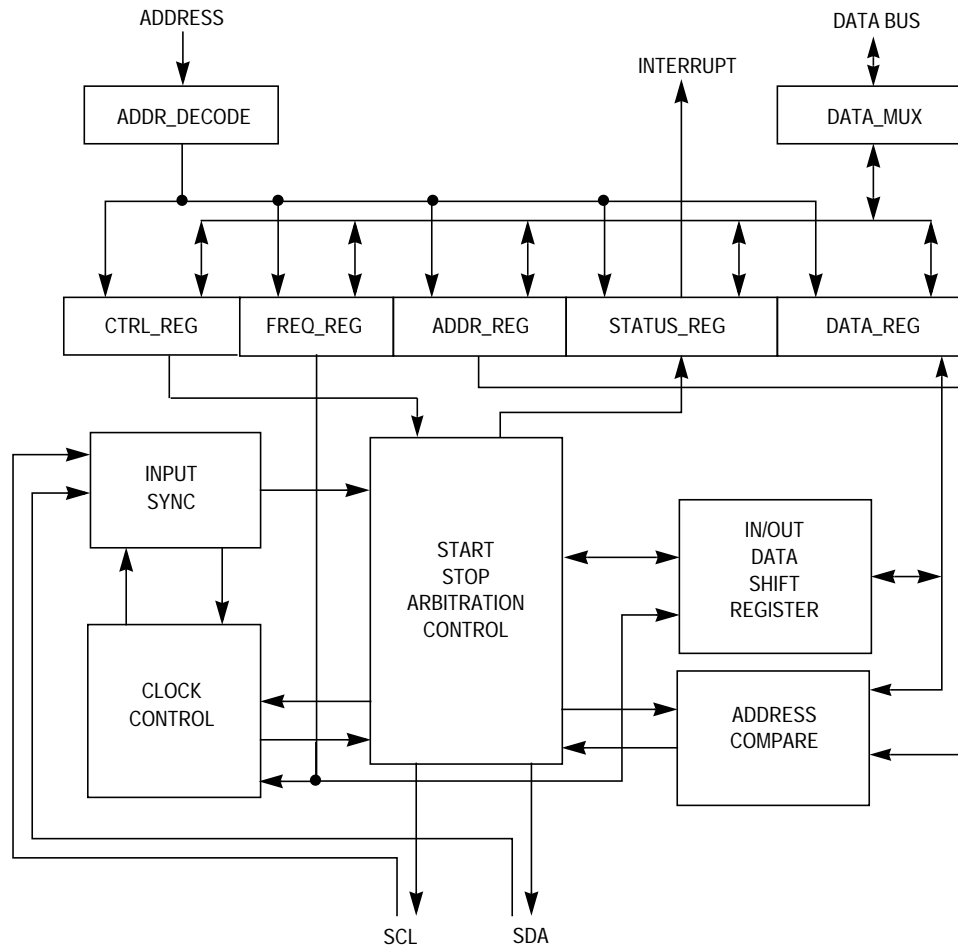 ADDRESS
DATA BUS
INTERRUPT
ADDR_DECODE
DATA_MUX
CTRL_REG
FREQ_REG
ADDR_REG
STATUS_REG
DATA_REG
INPUT
SYNC
START
STOP
ARBITRATION
CONTROL
IN/OUT
DATA
SHIFT
REGISTER
CLOCK
CONTROL
ADDRESS
COMPARE
SCL
SDA